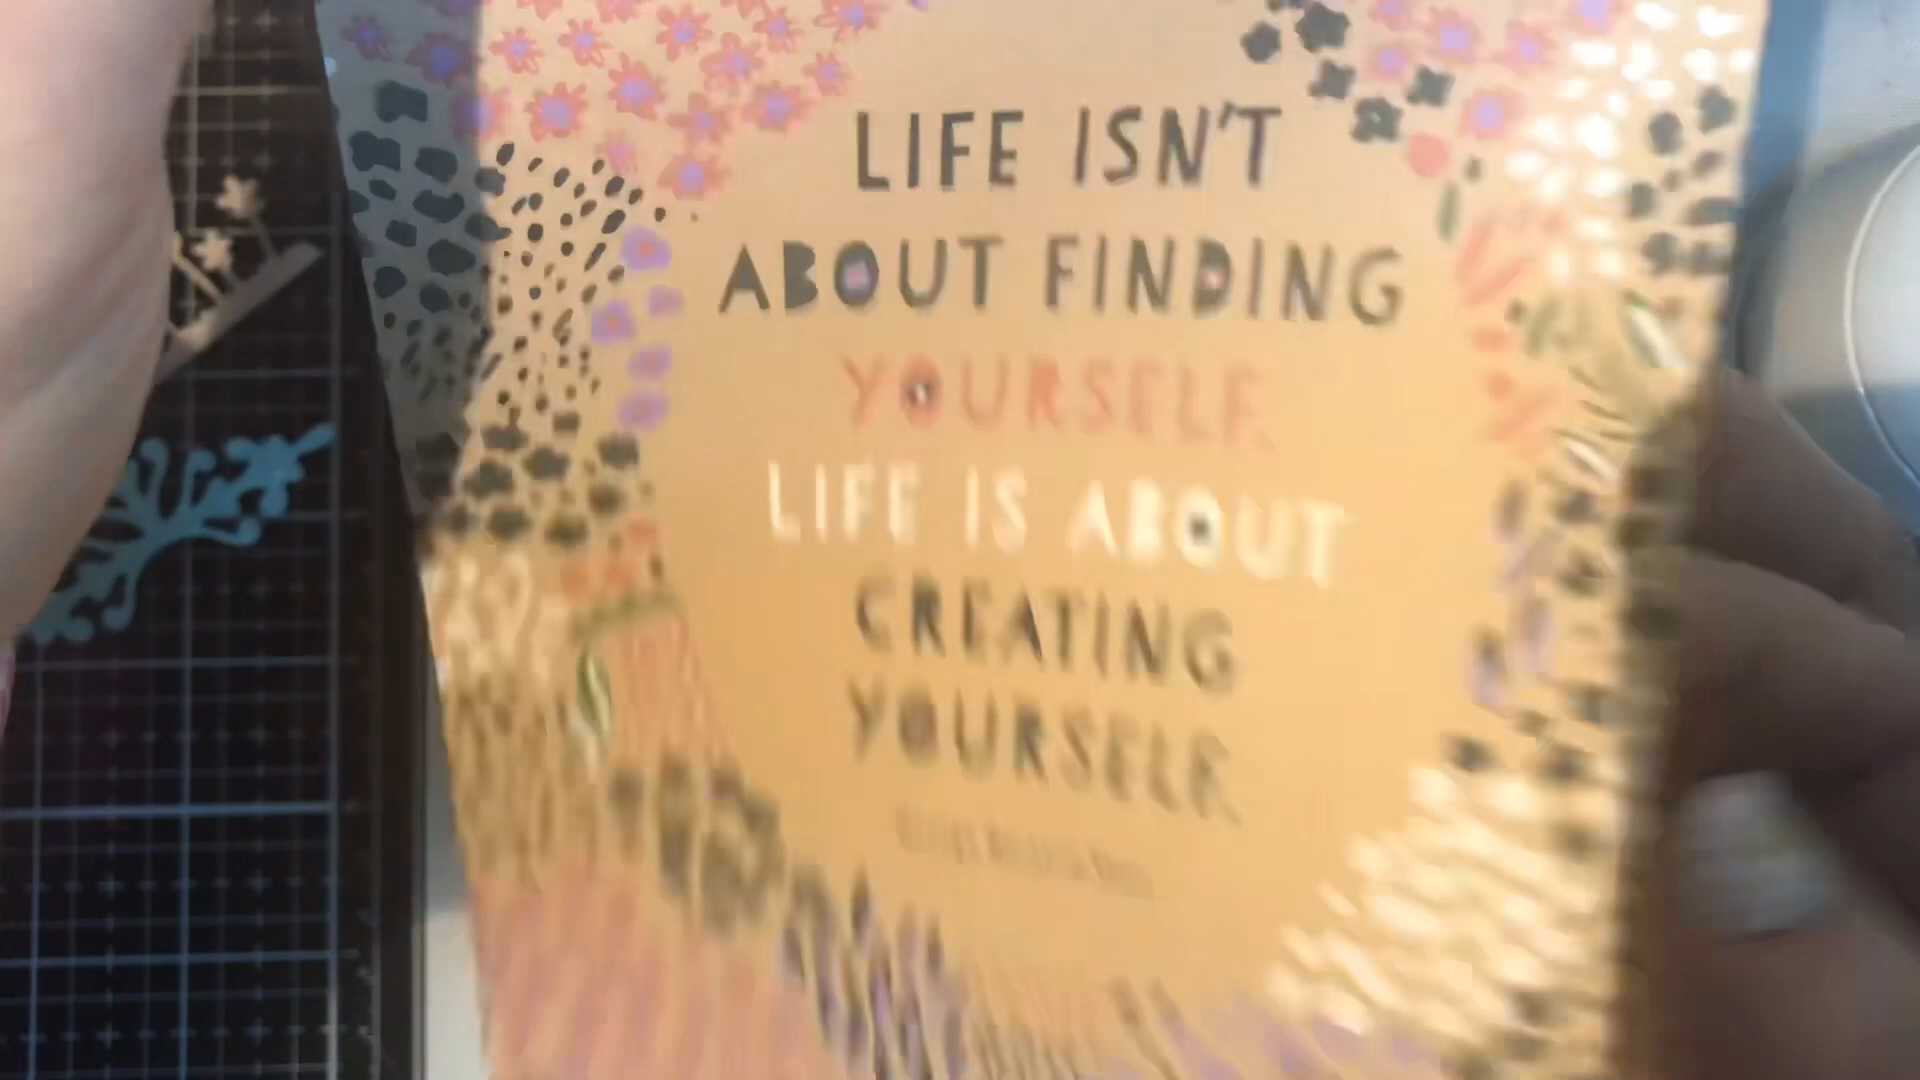 LIFE ISN'T
ABOUT FINDING
YOURSELF.
LIFE IS ABOUT
CREATING
YOURSELF.